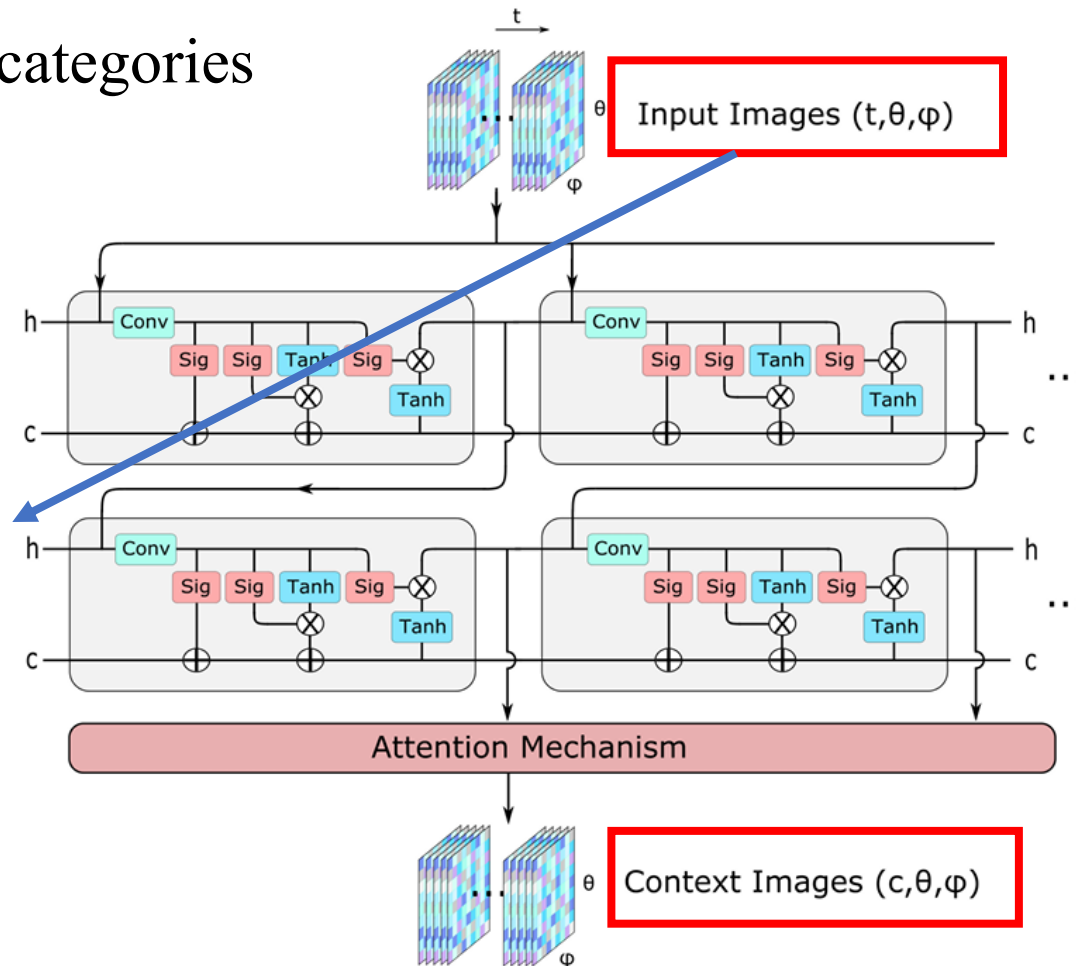 categories
t
θ
Input Images (t,θ,φ)
φ
h Conv Conv h
Sig Sig Tanh Sig X Sig Sig Tanh Sig X
X Tanh X Tanh ..
c c
h Conv Conv h
Sig Sig Tanh Sig X Sig Sig Tanh Sig X
X Tanh X Tanh ..
c c
Attention Mechanism
θ
Context Images (c,θ,φ)
φ